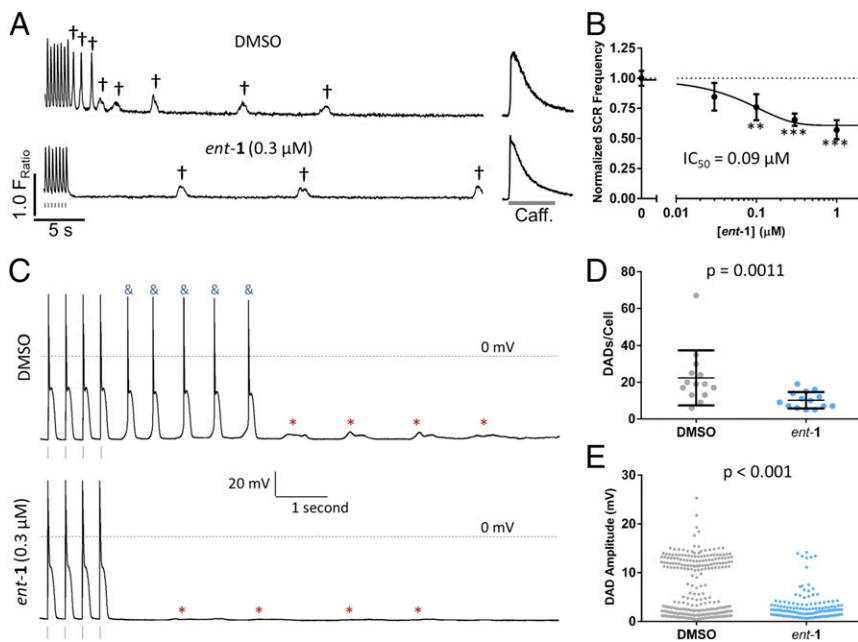 A
† † † † † † † †
DMSO
ent-1 (0.3 µM)
† † †
1.0 F Ratio
5 s
Caff.
B
Normalized SCR Frequency
1.25
1.00
0.75
0.50
0.25
0.00
** *** ***
IC50 = 0.09 µM
0 0.01 0.1 1
[ent-1] (µM)
C
DMSO
& & & & &
0 mV
* * * *
20 mV
1 second
ent-1 (0.3 µM)
0 mV
* * * *
D
p = 0.0011
DADs/Cell
80
60
40
20
0
DMSO ent-1
E
p < 0.001
DAD Amplitude (mV)
30
20
10
0
DMSO ent-1